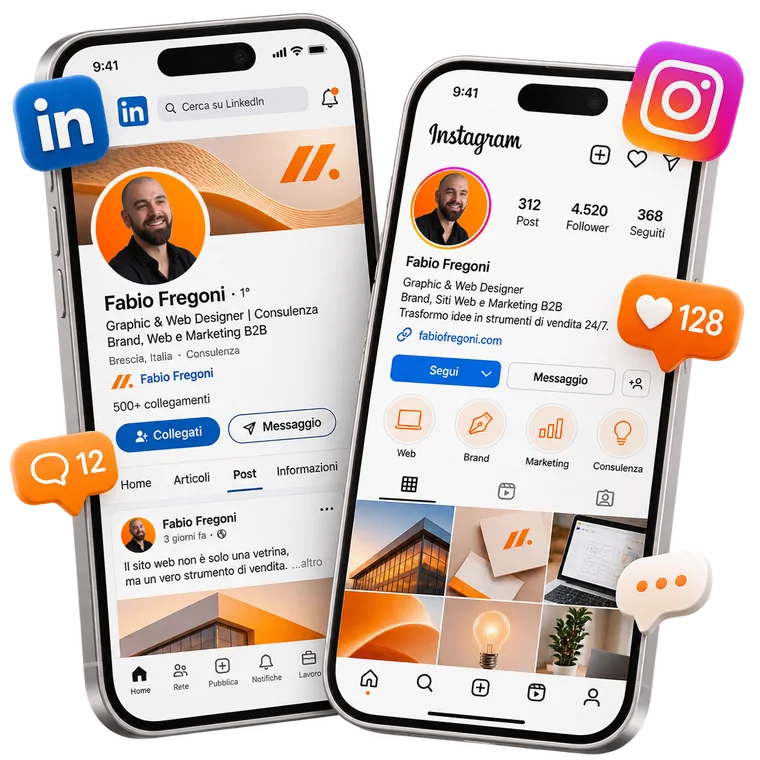 in
9:41
in
Cerca su LinkedIn
Fabio Fregoni · 1°
Graphic & Web Designer | Consulenza
Brand, Web e Marketing B2B
Brescia, Italia · Consulenza
Fabio Fregoni
500+ collegamenti
Collegati
Messaggio
Home
Articoli
Post
Informazioni
Fabio Fregoni
3 giorni fa ·
Il sito web non è solo una vetrina,
ma un vero strumento di vendita. ...altro
Home
Rete
Pubblica
Notifiche
Lavoro
12
9:41
Instagram
312
Post
4.520
Follower
368
Seguiti
Fabio Fregoni
Graphic & Web Designer
Brand, Siti Web e Marketing B2B
Trasformo idee in strumenti di vendita 24/7.
fabiofregoni.com
Segui
Messaggio
Web
Brand
Marketing
Consulenza
128